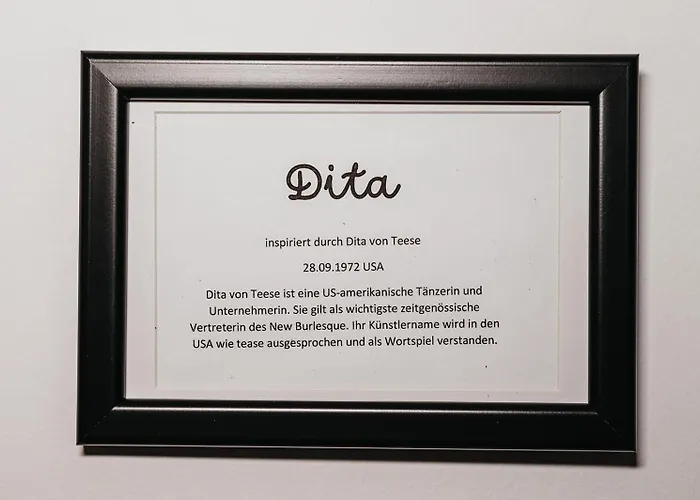 Dita
inspiriert durch Dita von Teese
28.09.1972 USA
Dita von Teese ist eine US-amerikanische Tänzerin und
Unternehmerin. Sie gilt als wichtigste zeitgenössische
Vertreterin des New Burlesque. Ihr Künstlername wird in den
USA wie tease ausgesprochen und als Wortspiel verstanden.